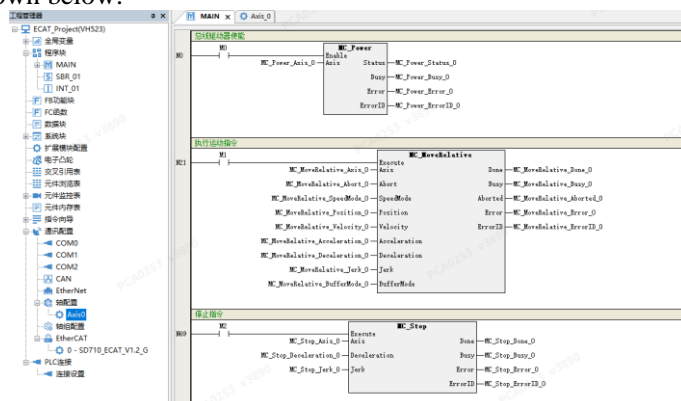 own below:
工程管理器
MAIN
Axis_0
ECAT_Project(VH523)
全局变量
程序块
MAIN
SBR_01
INT_01
FB功能块
FC函数
数据块
系统块
扩展模块配置
电子凸轮
交叉引用表
元件浏览表
元件监控表
元件内存表
指令向导
通讯配置
COM0
COM1
COM2
CAN
EtherNet
轴配置
Axis0
轴组配置
EtherCAT
0 - SD710_ECAT_V1.2_G
PLC连接
连接设置
总线驱动器使能
N0
M0
MC_Power
Enable
MC_Power_Axis_0 Axis Status MC_Power_Status_0
Busy MC_Power_Busy_0
Error MC_Power_Error_0
ErrorID MC_Power_ErrorID_0
执行运动指令
N21
M1
MC_MoveRelative
Execute
MC_MoveRelative_Axis_0 Axis Done MC_MoveRelative_Done_0
MC_MoveRelative_Abort_0 Abort Busy MC_MoveRelative_Busy_0
MC_MoveRelative_SpeedMode_0 SpeedMode Aborted MC_MoveRelative_Aborted_0
MC_MoveRelative_Position_0 Position Error MC_MoveRelative_Error_0
MC_MoveRelative_Velocity_0 Velocity ErrorID MC_MoveRelative_ErrorID_0
MC_MoveRelative_Acceleration_0 Acceleration
MC_MoveRelative_Deceleration_0 Deceleration
MC_MoveRelative_Jerk_0 Jerk
MC_MoveRelative_BufferMode_0 BufferMode
停止指令
N89
M2
MC_Stop
Execute
MC_Stop_Axis_0 Axis Done MC_Stop_Done_0
MC_Stop_Deceleration_0 Deceleration Busy MC_Stop_Busy_0
MC_Stop_Jerk_0 Jerk Error MC_Stop_Error_0
ErrorID MC_Stop_ErrorID_0
PCA0253 v3890